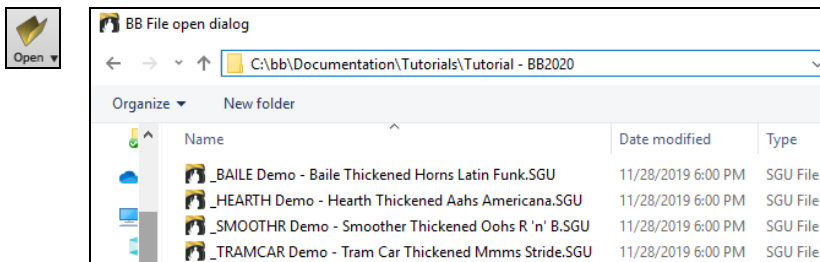 Open
BB File open dialog
C:\bb\Documentation\Tutorials\Tutorial - BB2020
Organize New folder
Name Date modified Type
_BAILE Demo - Baile Thickened Horns Latin Funk.SGU 11/28/2019 6:00 PM SGU File
_HEARTH Demo - Hearth Thickened Aahs Americana.SGU 11/28/2019 6:00 PM SGU File
_SMOOTHR Demo - Smoother Thickened Oohs R 'n' B.SGU 11/28/2019 6:00 PM SGU File
_TRAMCAR Demo - Tram Car Thickened Mmms Stride.SGU 11/28/2019 6:00 PM SGU File